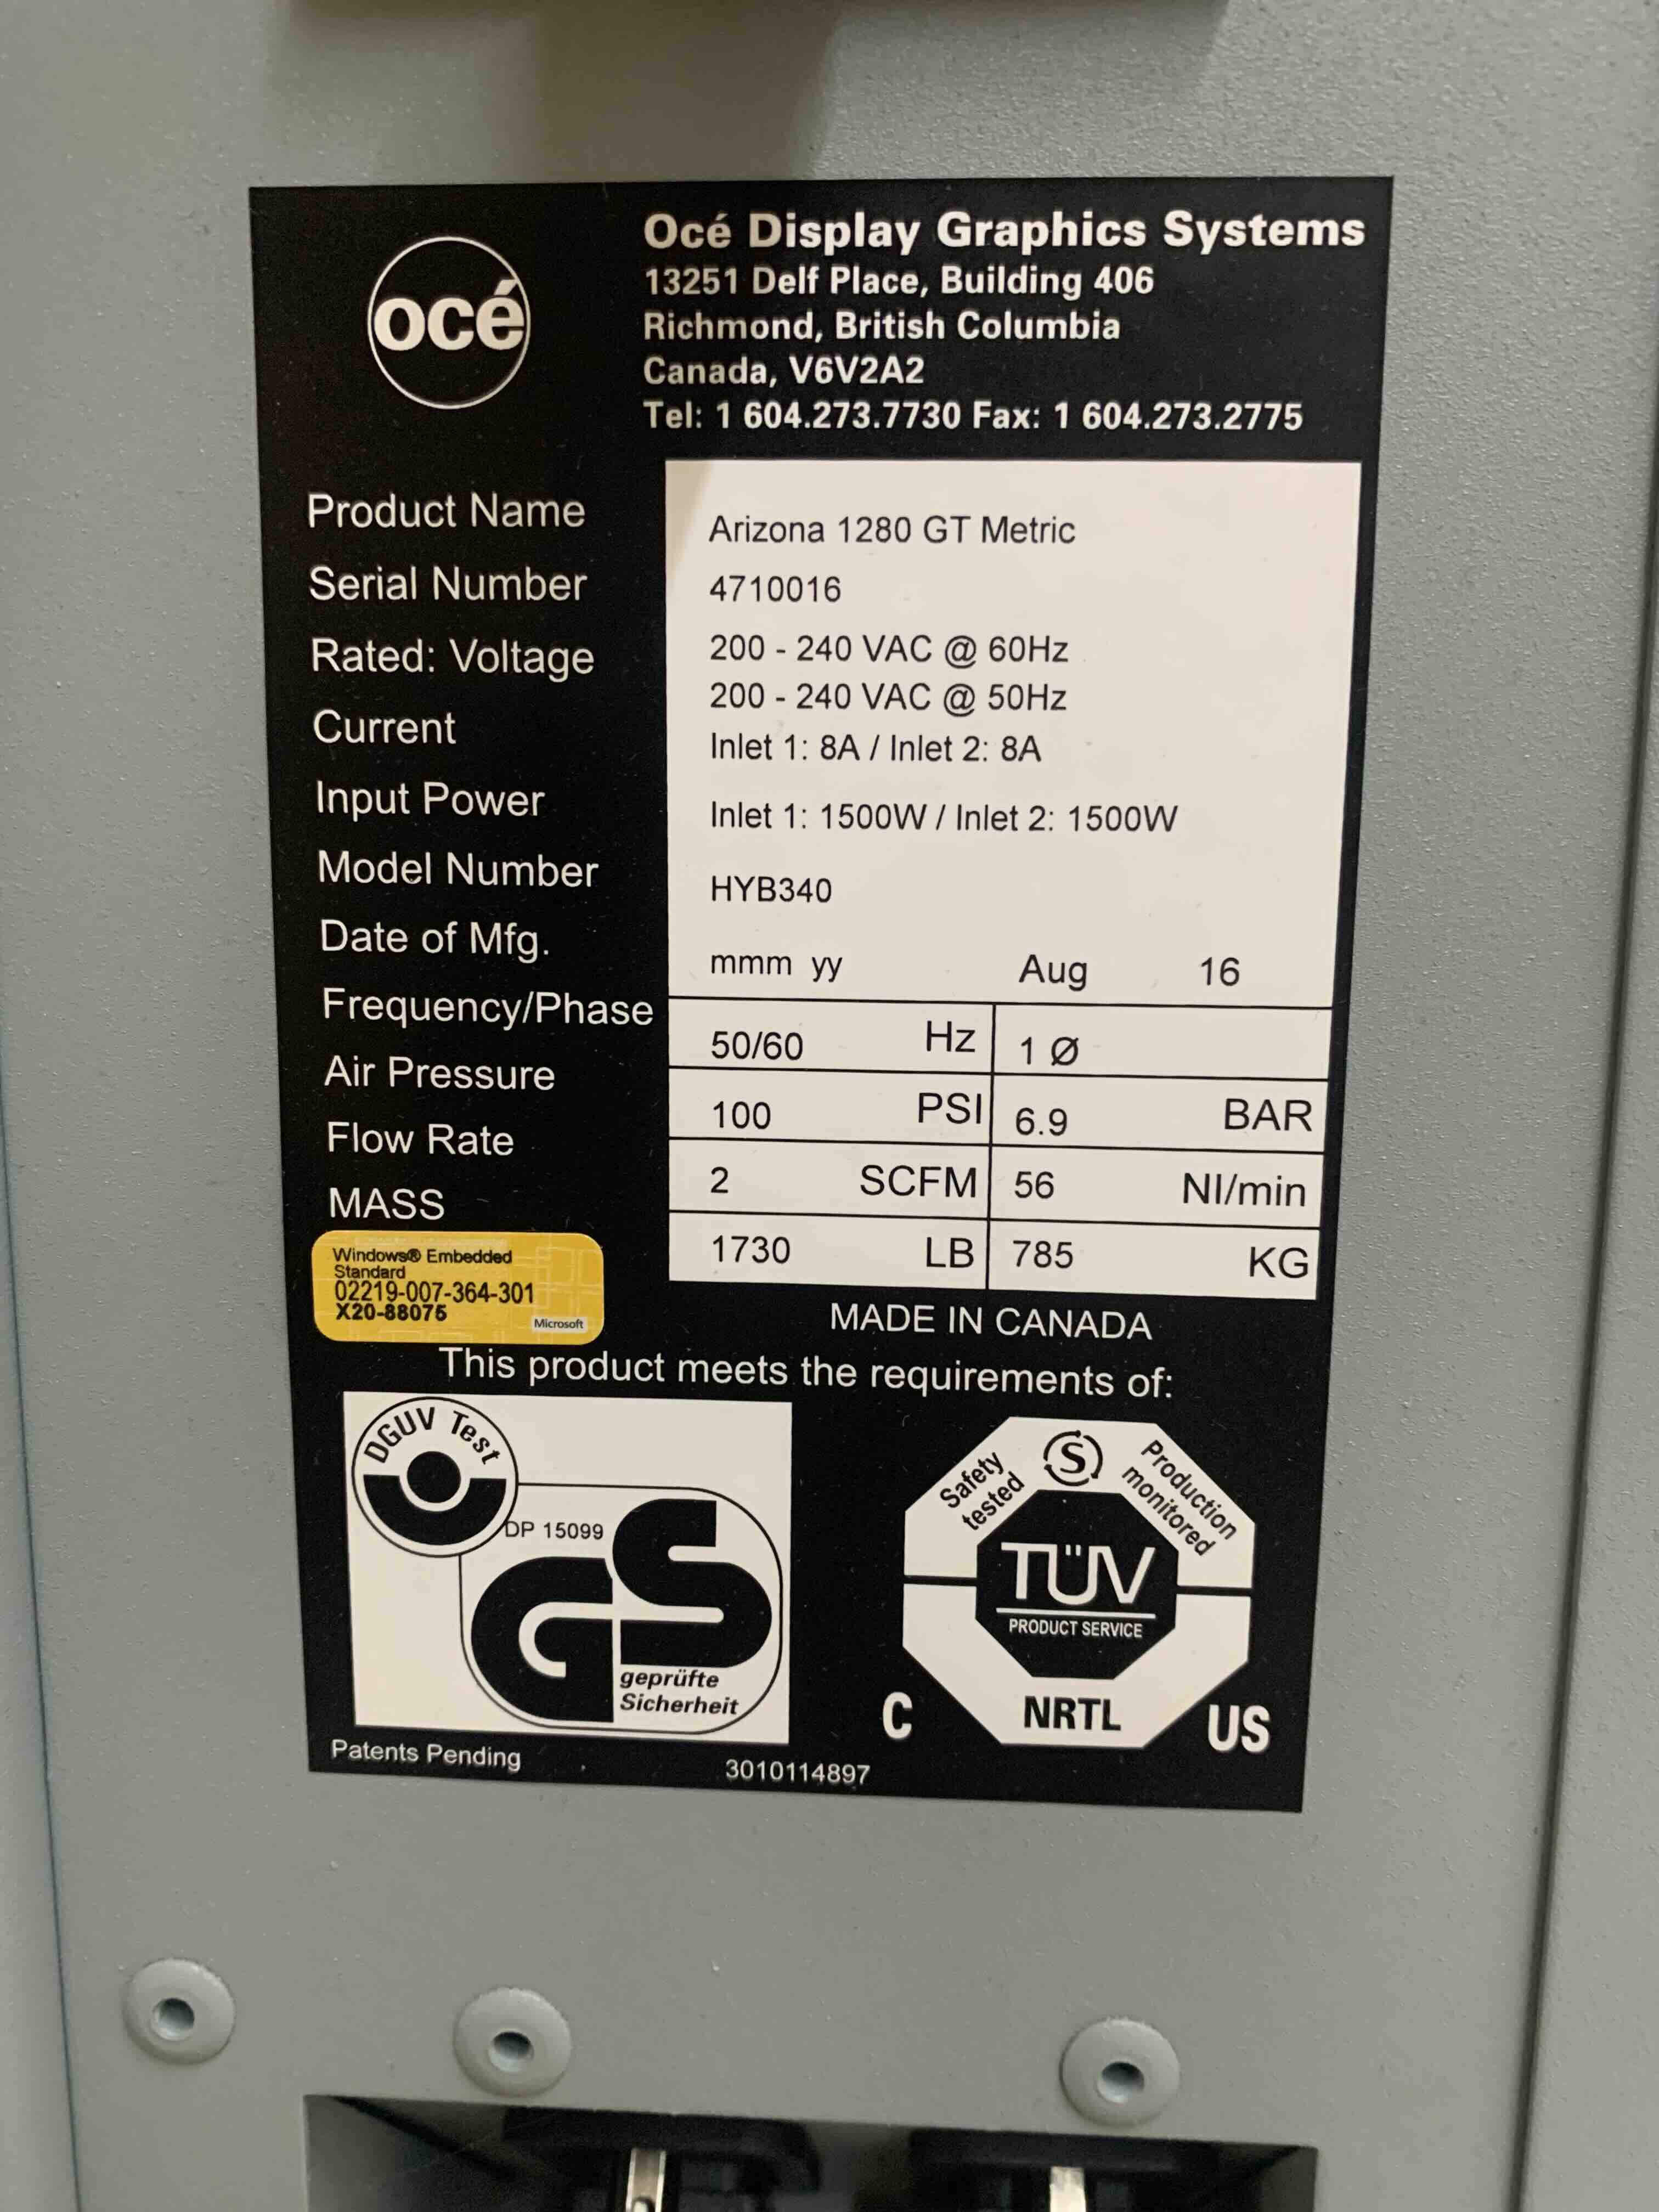 océ
Océ Display Graphics Systems
13251 Delf Place, Building 406
Richmond, British Columbia
Canada, V6V2A2
Tel: 1 604.273.7730 Fax: 1 604.273.2775
Product Name Arizona 1280 GT Metric
Serial Number 4710016
Rated: Voltage 200 - 240 VAC @ 60Hz
200 - 240 VAC @ 50Hz
Current Inlet 1: 8A / Inlet 2: 8A
Input Power Inlet 1: 1500W / Inlet 2: 1500W
Model Number HYB340
Date of Mfg. mmm yy Aug 16
Frequency/Phase 50/60 Hz 1 Ø
Air Pressure 100 PSI 6.9 BAR
Flow Rate 2 SCFM 56 Nl/min
MASS 1730 LB 785 KG
Windows® Embedded
Standard
02219-007-364-301
X20-88075
Microsoft
MADE IN CANADA
This product meets the requirements of:
DGUV Test
DP 15099
GS
geprüfte
Sicherheit
Safety
tested
S
Production
monitored
TÜV
PRODUCT SERVICE
C NRTL US
Patents Pending 3010114897